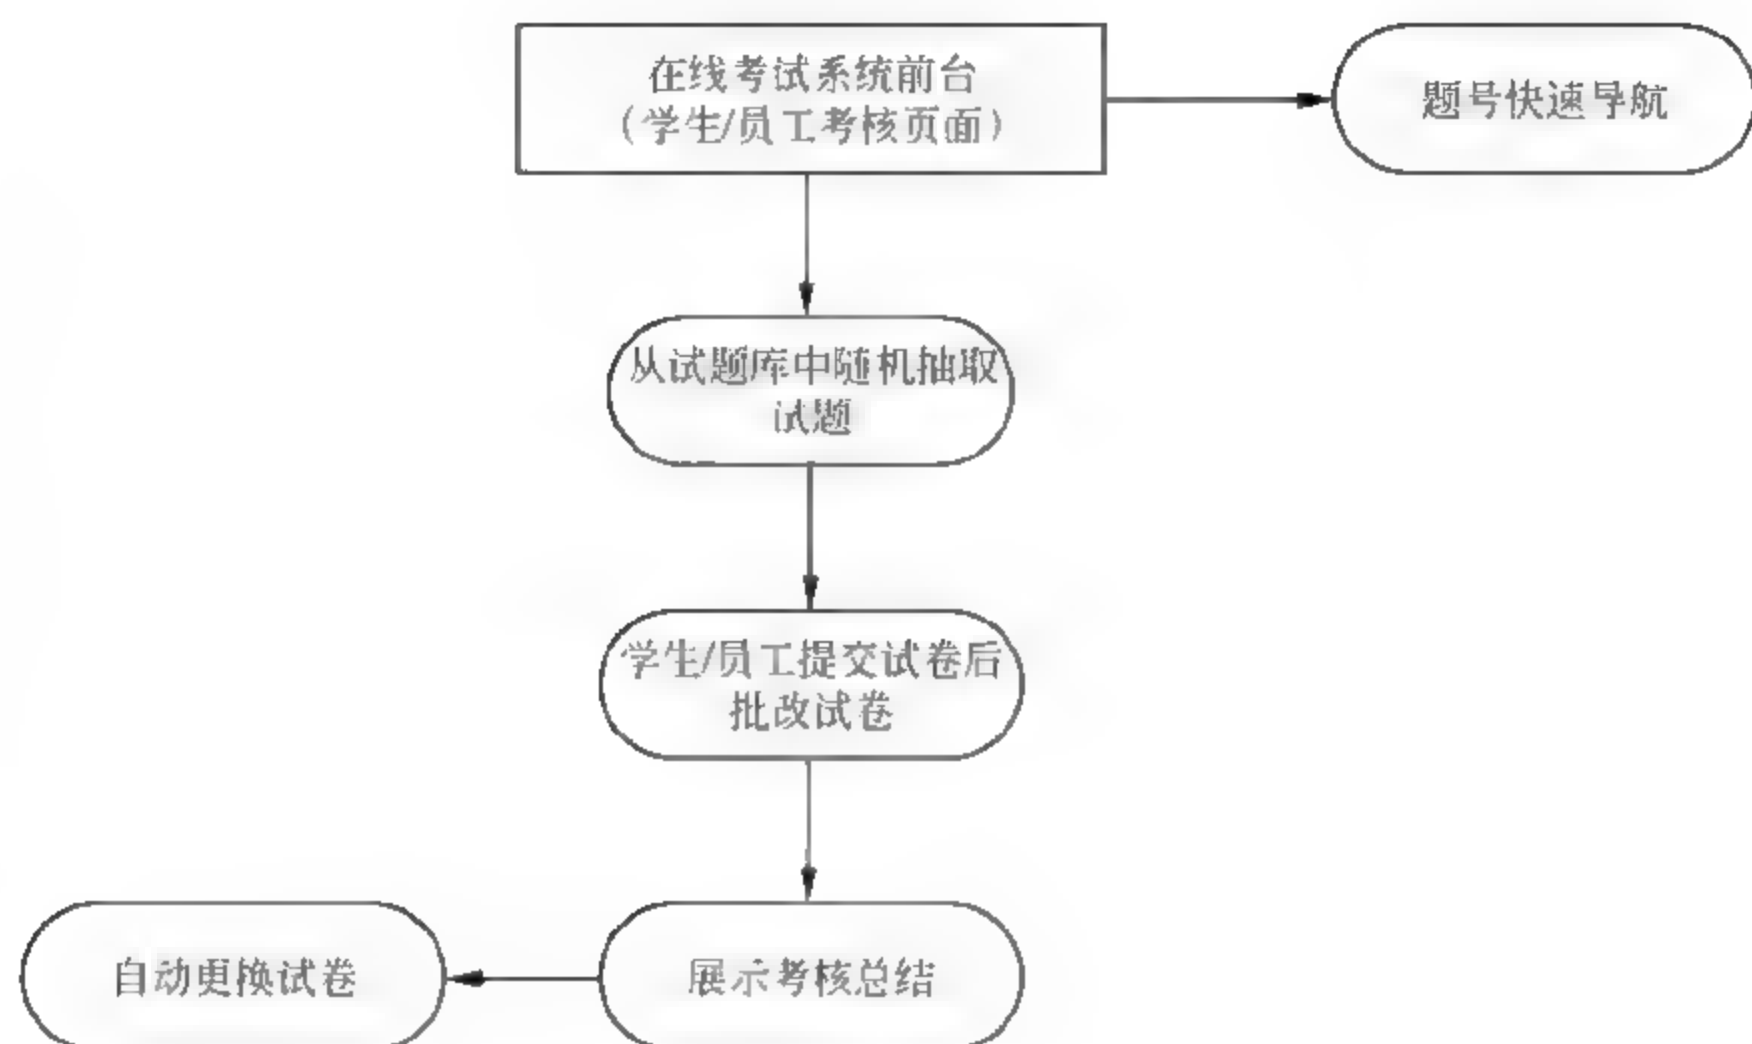 在线考试系统前台
（学生/员工考核页面）
题号快速导航
从试题库中随机抽取
试题
学生/员工提交试卷后
批改试卷
自动更换试卷
展示考核总结